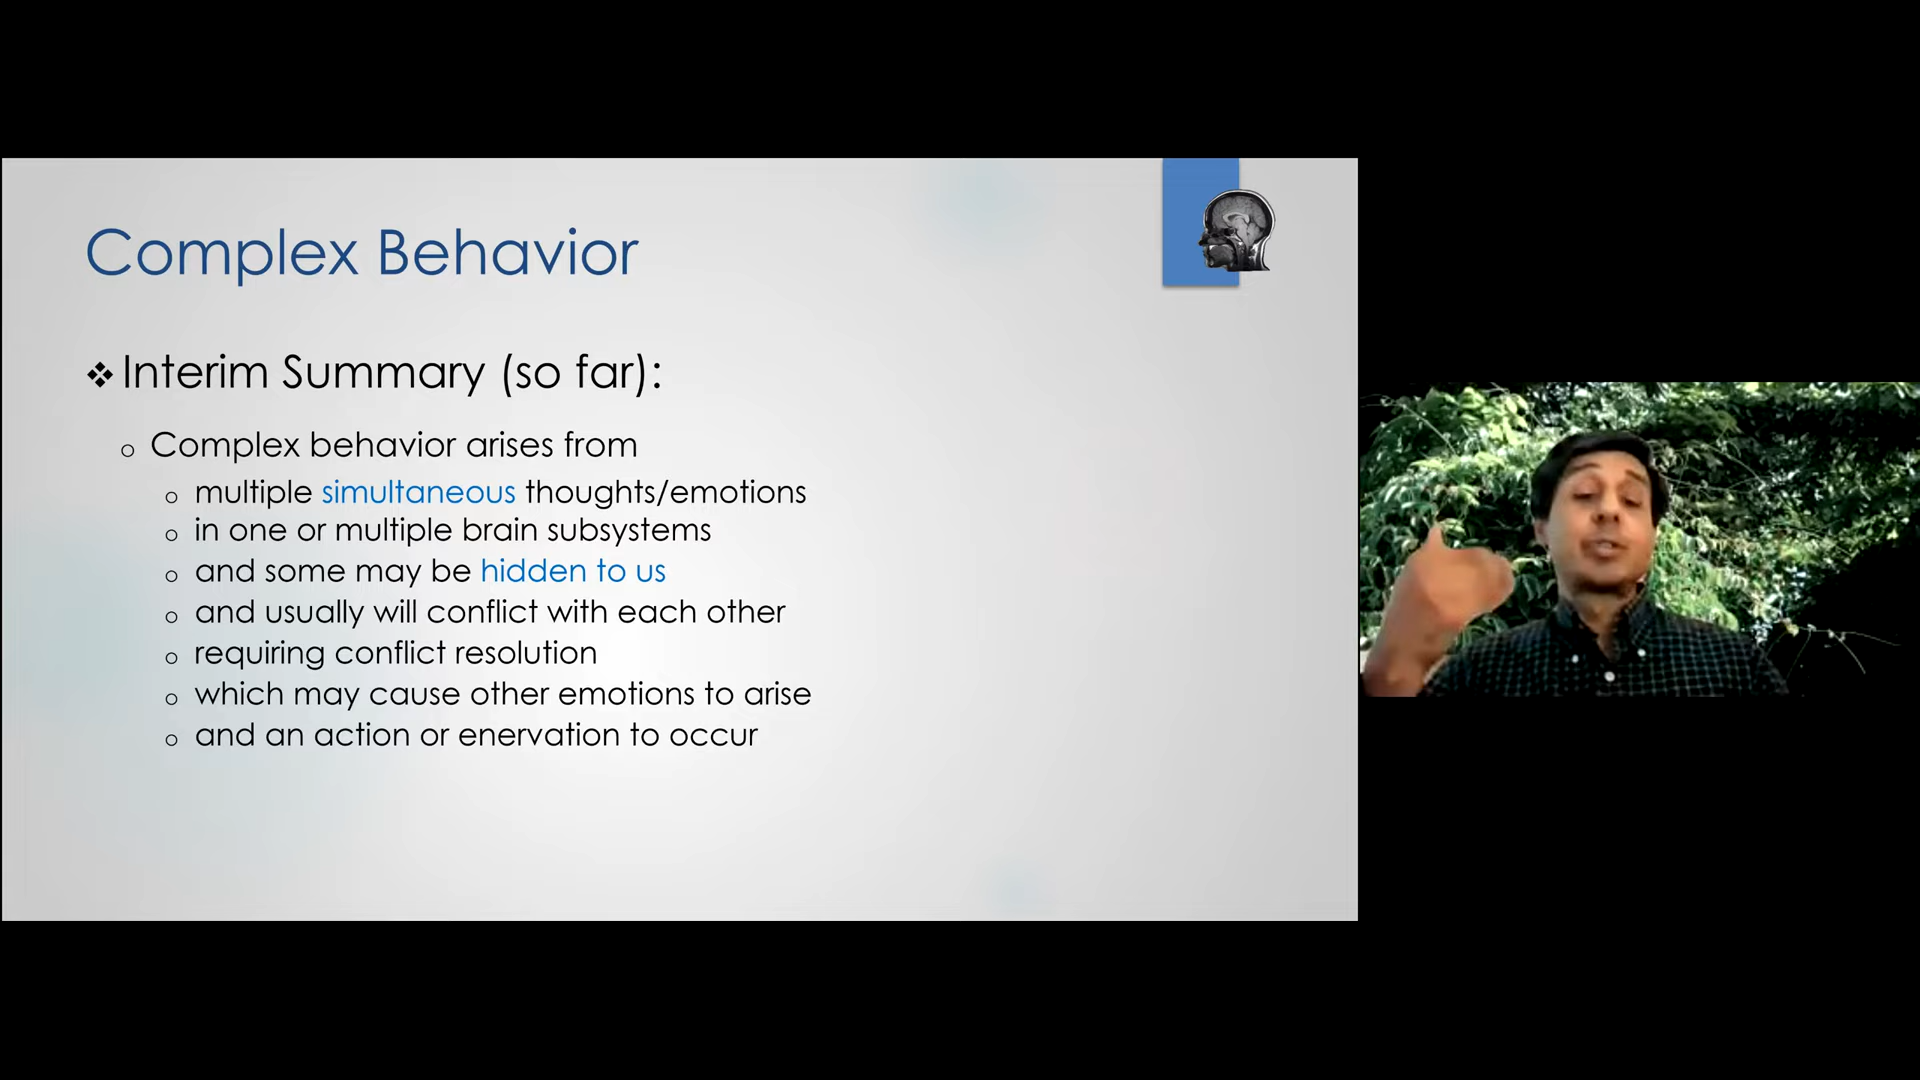 Complex Behavior
❖ Interim Summary (so far):
o Complex behavior arises from
o multiple simultaneous thoughts/emotions
o in one or multiple brain subsystems
o and some may be hidden to us
o and usually will conflict with each other
o requiring conflict resolution
o which may cause other emotions to arise
o and an action or enervation to occur